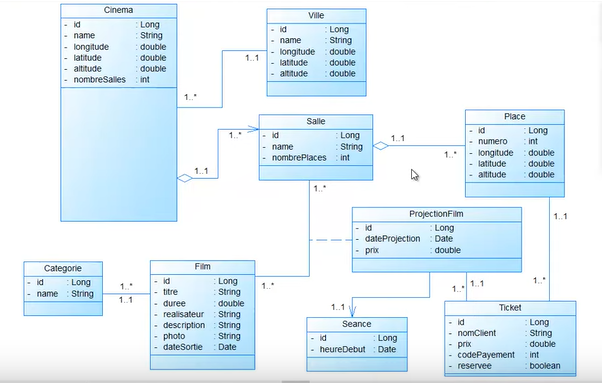 Cinema
- id : Long
- name : String
- longitude : double
- latitude : double
- altitude : double
- nombreSalles : int
Ville
- id : Long
- name : String
- longitude : double
- latitude : double
- altitude : double
1..1
1..*
Salle
- id : Long
- name : String
- nombrePlaces : int
1..*
1..1
1..1
1..*
1..*
Place
- id : Long
- numero : int
- longitude : double
- latitude : double
- altitude : double
1..1
ProjectionFilm
- id : Long
- dateProjection : Date
- prix : double
Categorie
- id : Long
- name : String
1..*
1..1
Film
- id : Long
- titre : String
- duree : double
- realisateur : String
- description : String
- photo : String
- dateSortie : Date
1..*
1..1
1..*
1..1
1..*
Seance
- id : Long
- heureDebut : Date
Ticket
- id : Long
- nomClient : String
- prix : double
- codePayement : int
- reservee : boolean